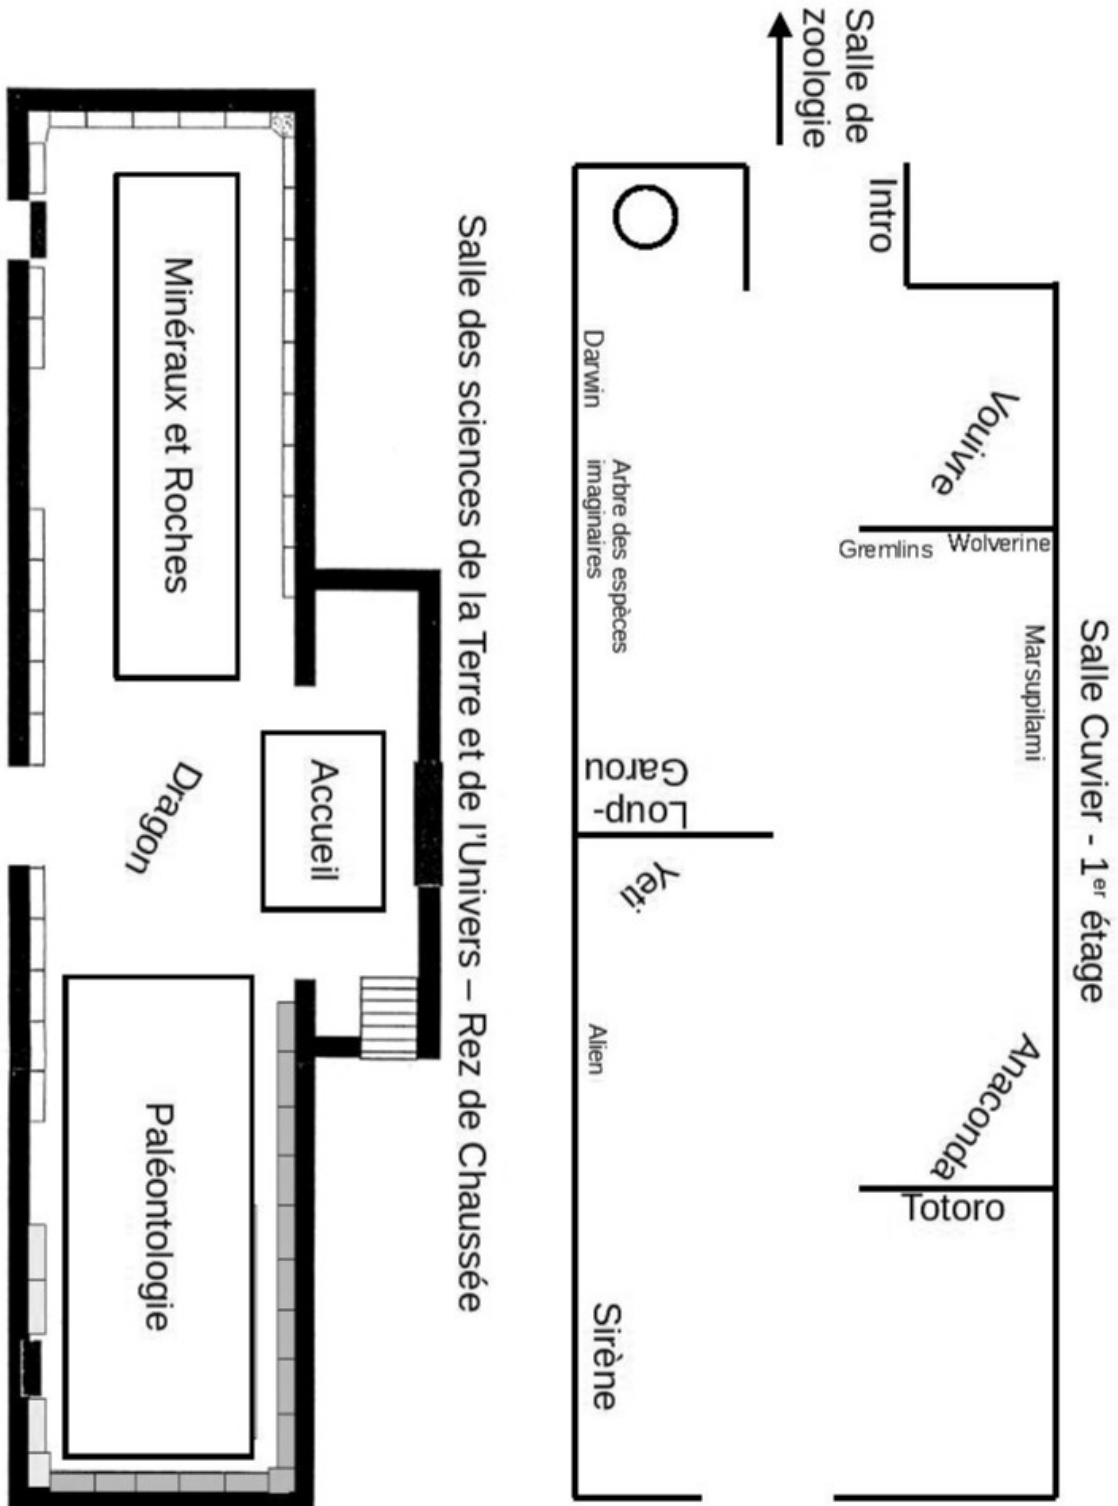 Salle Cuvier - 1er étage
Salle de
zoologie
Intro
Vouivre
Wolverine
Gremlins
Marsupilami
Anaconda
Totoro
Darwin
Arbre des espèces
imaginaires
Loup-
Garou
Yeti
Alien
Sirène
Salle des sciences de la Terre et de l'Univers – Rez de Chaussée
Minéraux et Roches
Accueil
Dragon
Paléontologie